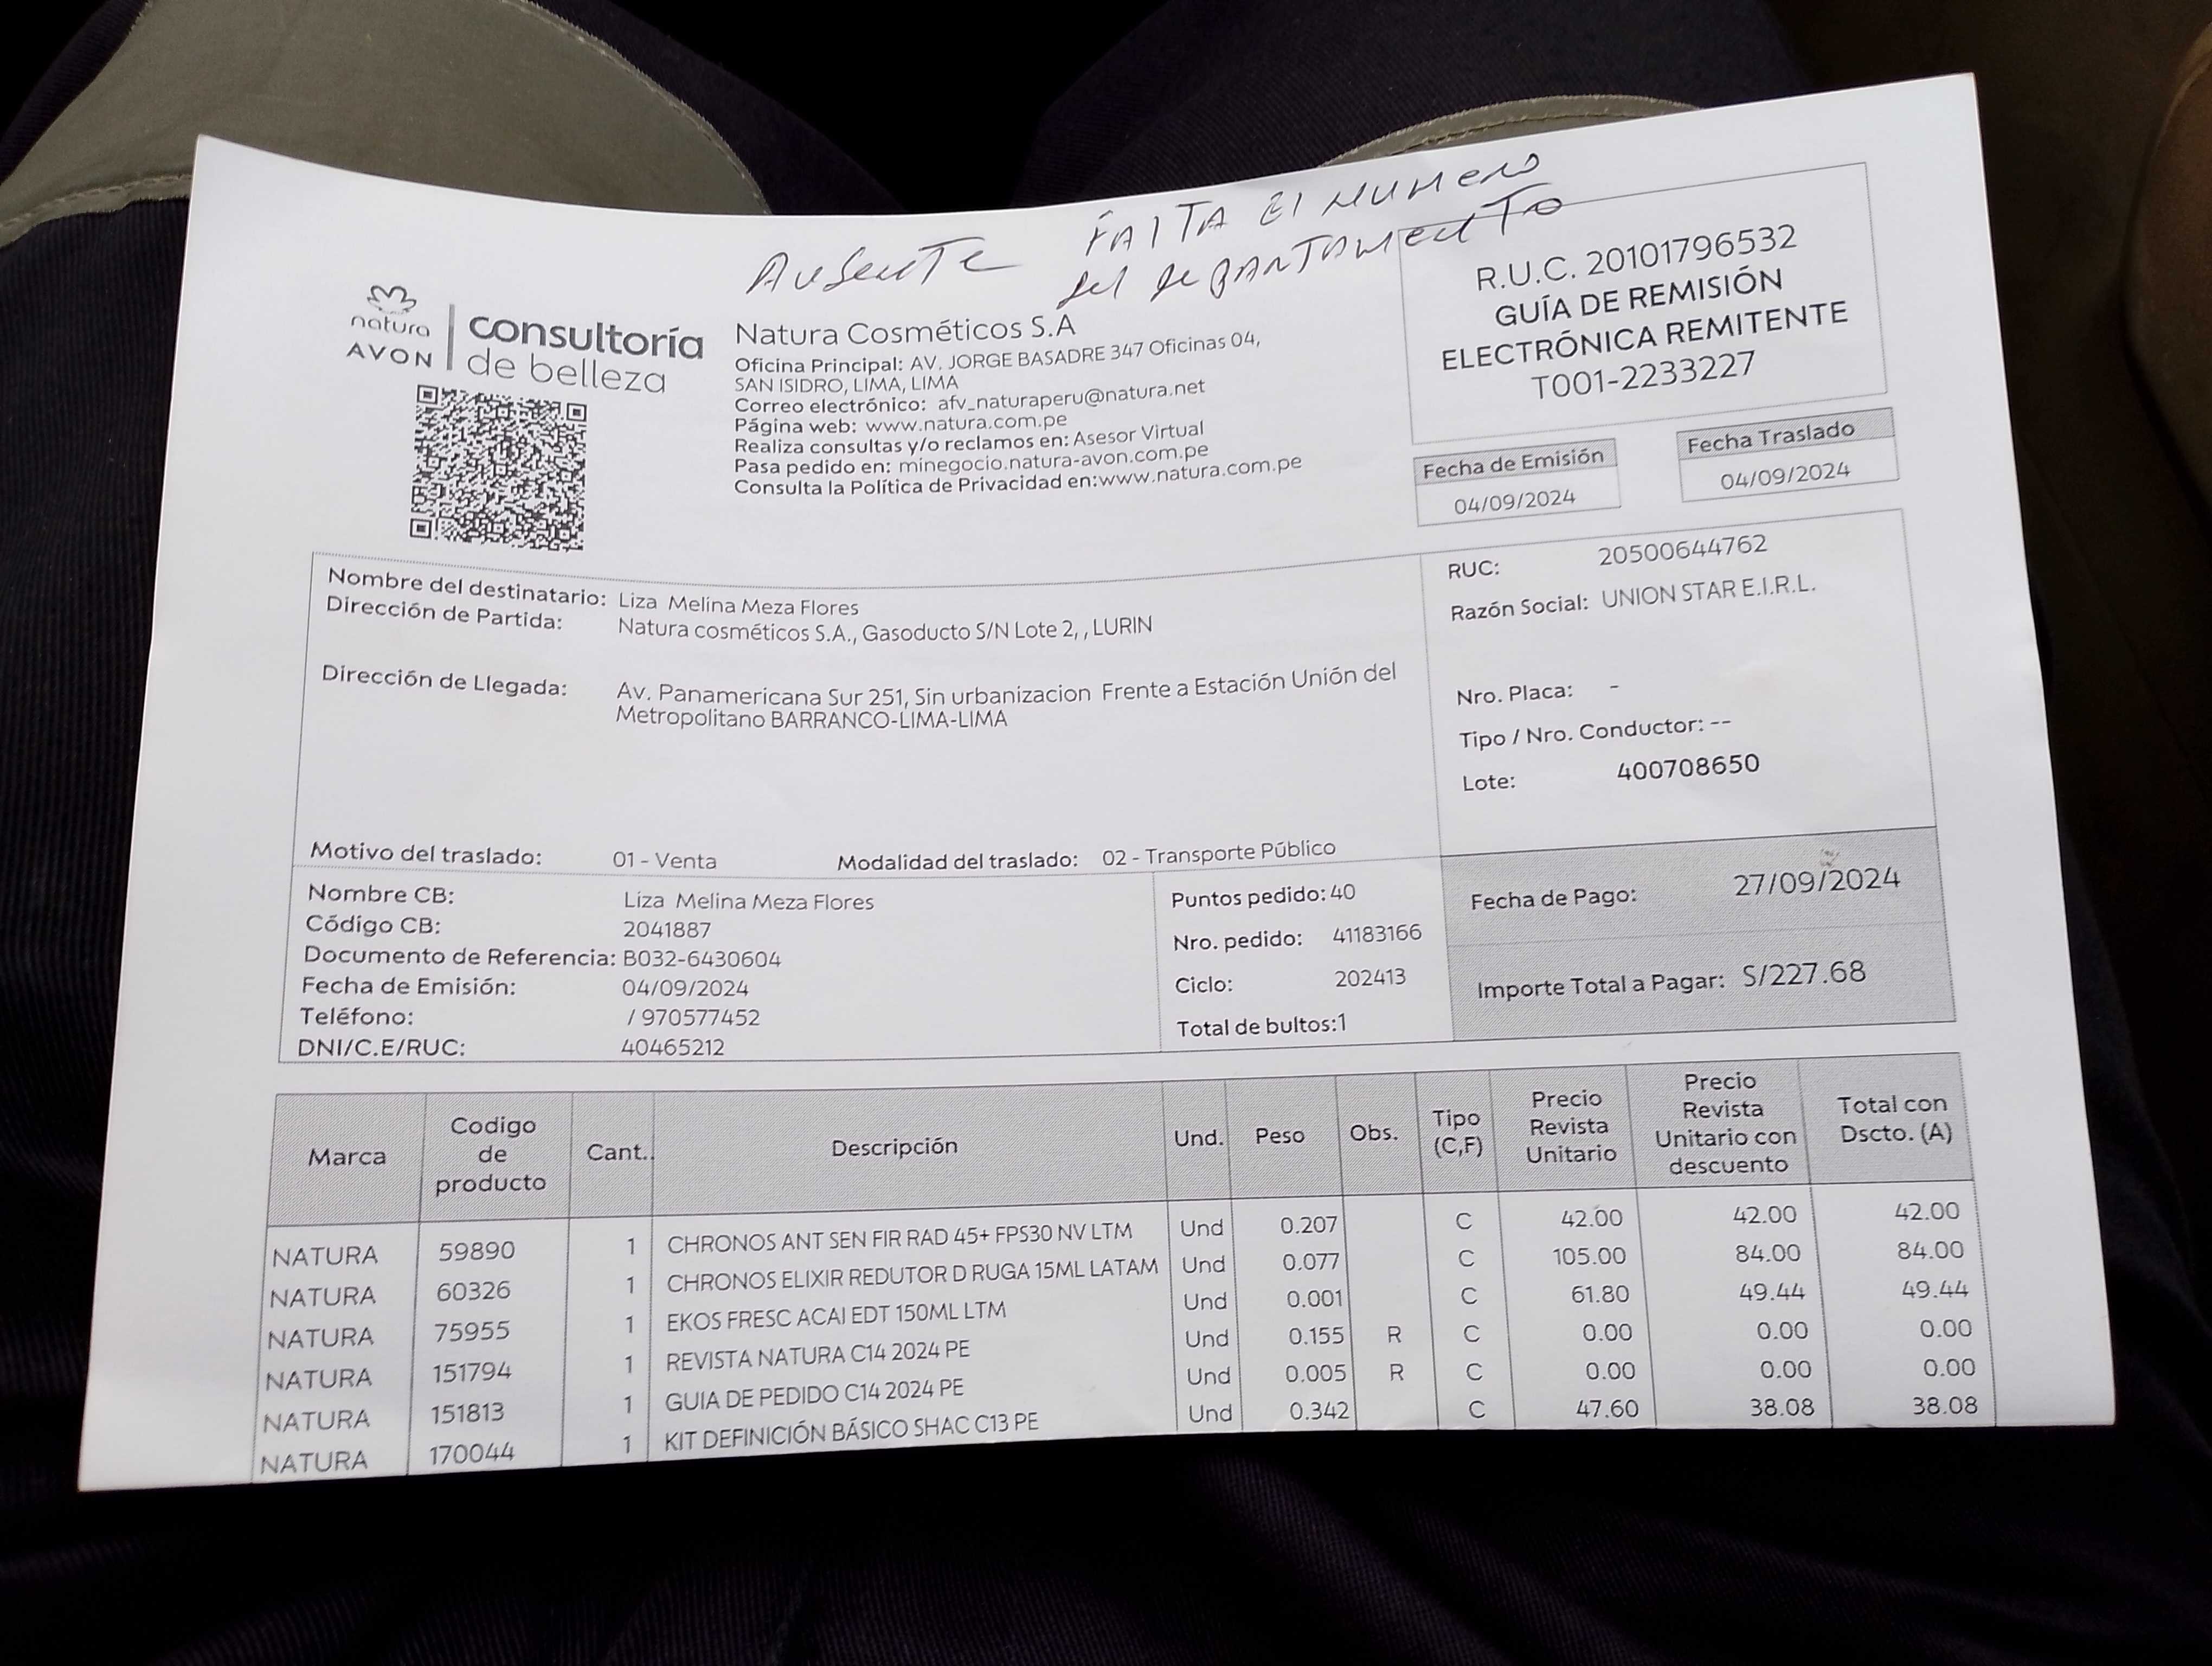 AUSENTE FALTA El NUMERO
del DEPARTAMENTO
natura
AVON
consultoría
de belleza
Natura Cosméticos S.A
Oficina Principal: AV. JORGE BASADRE 347 Oficinas 04,
SAN ISIDRO, LIMA, LIMA
Correo electrónico: afv_naturaperu@natura.net
Página web: www.natura.com.pe
Realiza consultas y/o reclamos en: Asesor Virtual
Pasa pedido en: minegocio.natura-avon.com.pe
Consulta la Política de Privacidad en:www.natura.com.pe
R.U.C. 20101796532
GUÍA DE REMISIÓN
ELECTRÓNICA REMITENTE
T001-2233227
Fecha de Emisión
04/09/2024
Fecha Traslado
04/09/2024
Nombre del destinatario: Liza Melina Meza Flores
Dirección de Partida: Natura cosméticos S.A., Gasoducto S/N Lote 2, , LURIN
Dirección de Llegada: Av. Panamericana Sur 251, Sin urbanizacion Frente a Estación Unión del
Metropolitano BARRANCO-LIMA-LIMA
Motivo del traslado: 01 - Venta Modalidad del traslado: 02 - Transporte Público
RUC: 20500644762
Razón Social: UNION STAR E.I.R.L.
Nro. Placa: -
Tipo / Nro. Conductor: --
Lote: 400708650
Nombre CB: Liza Melina Meza Flores
Código CB: 2041887
Documento de Referencia: B032-6430604
Fecha de Emisión: 04/09/2024
Teléfono: / 970577452
DNI/C.E/RUC: 40465212
Puntos pedido: 40
Nro. pedido: 41183166
Ciclo: 202413
Total de bultos:1
Fecha de Pago: 27/09/2024
Importe Total a Pagar: S/227.68
Marca Codigo de producto Cant. Descripción Und. Peso Obs. Tipo (C,F) Precio Revista Unitario Precio Revista Unitario con descuento Total con Dscto. (A)
NATURA 59890 1 CHRONOS ANT SEN FIR RAD 45+ FPS30 NV LTM Und 0.207 C 42.00 42.00 42.00
NATURA 60326 1 CHRONOS ELIXIR REDUTOR D RUGA 15ML LATAM Und 0.077 C 105.00 84.00 84.00
NATURA 75955 1 EKOS FRESC ACAI EDT 150ML LTM Und 0.001 C 61.80 49.44 49.44
NATURA 151794 1 REVISTA NATURA C14 2024 PE Und 0.155 R C 0.00 0.00 0.00
NATURA 151813 1 GUIA DE PEDIDO C14 2024 PE Und 0.005 R C 0.00 0.00 0.00
NATURA 170044 1 KIT DEFINICIÓN BÁSICO SHAC C13 PE Und 0.342 C 47.60 38.08 38.08